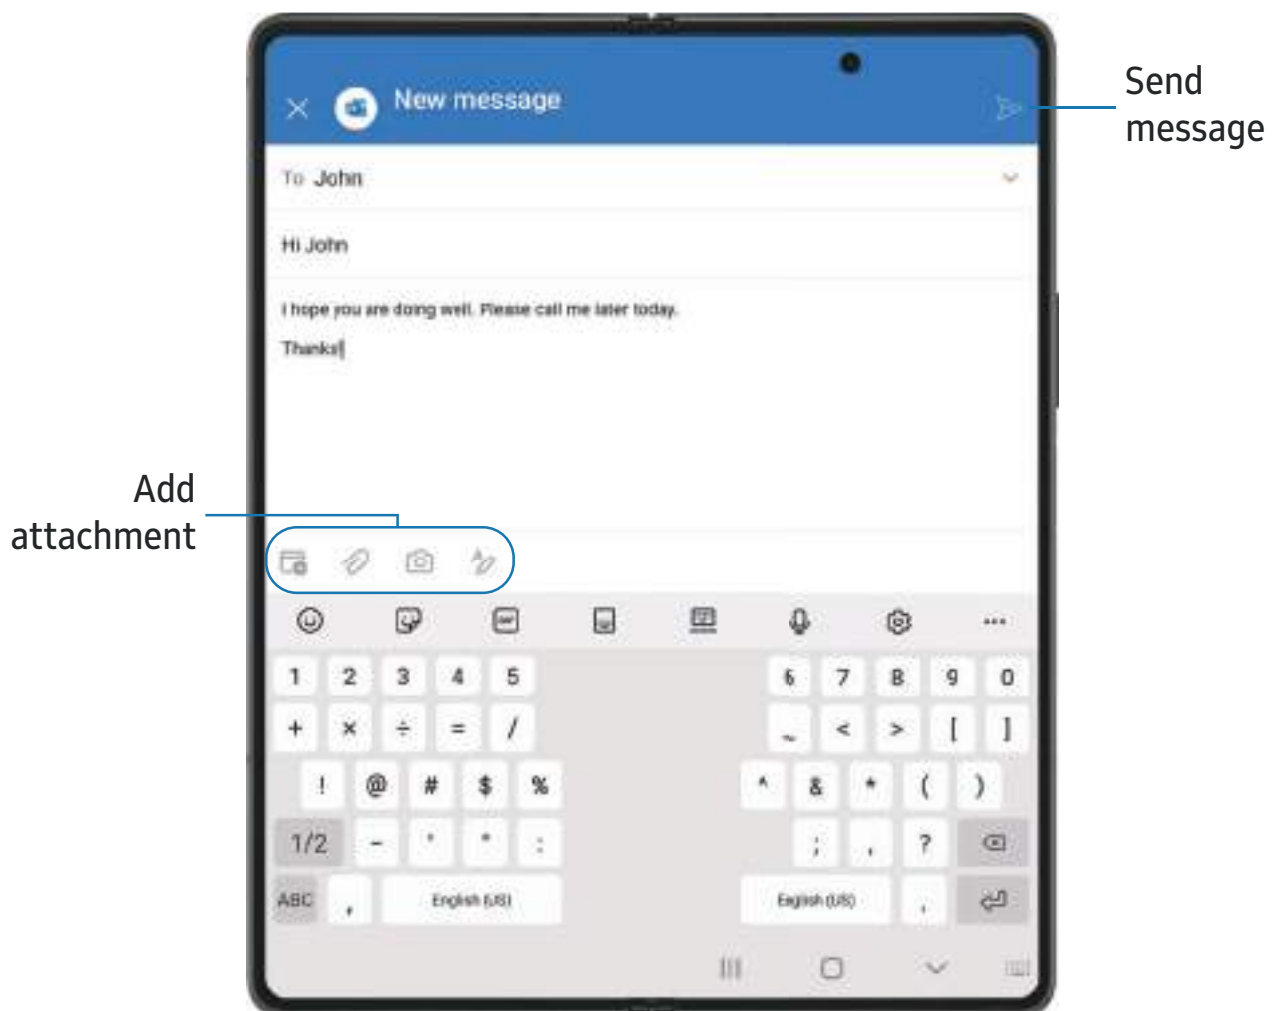 Send
message
New message
To John
Hi John
I hope you are doing well. Please call me later today.
Thanks!
Add
attachment
GIF
1 2 3 4 5 6 7 8 9 0
+ × ÷ = / ~ < > [ ]
! @ # $ % ^ & * ( )
1/2 - ' " : ; , ?
ABC , English (US) English (US) .